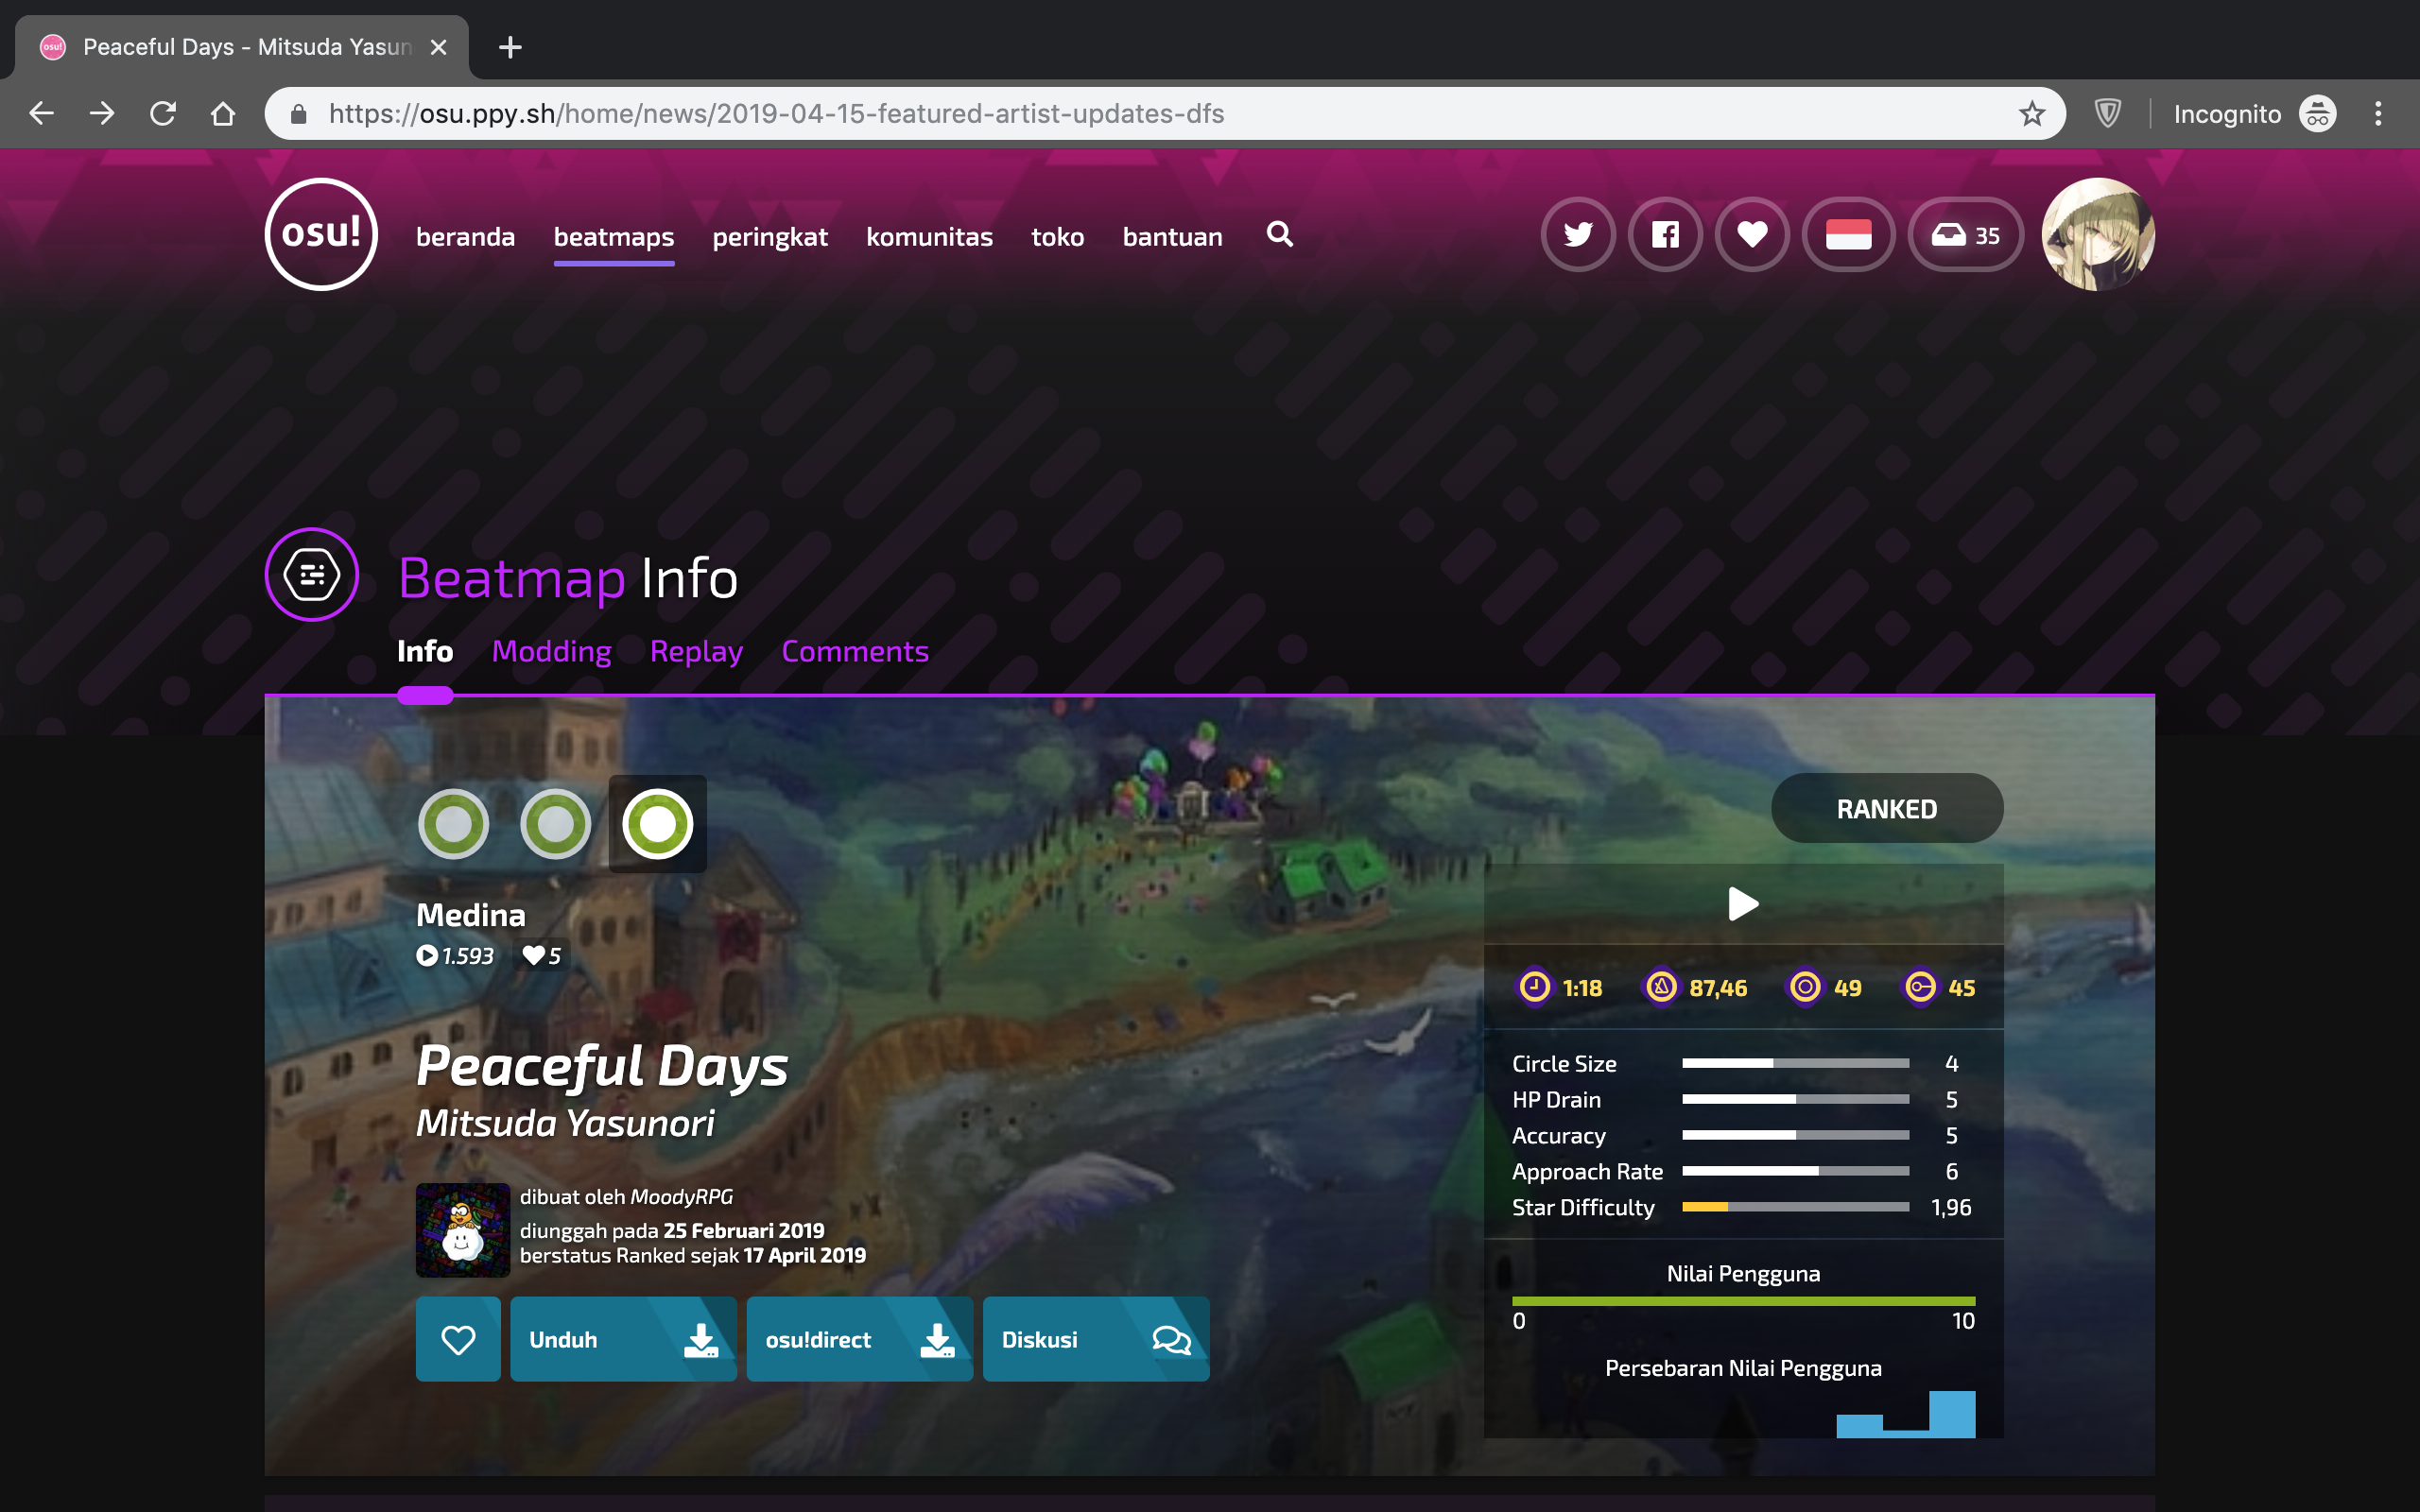 Peaceful Days - Mitsuda Yasun
https://osu.ppy.sh/home/news/2019-04-15-featured-artist-updates-dfs
Incognito
osu!
beranda
beatmaps
peringkat
komunitas
toko
bantuan
35
Beatmap Info
Info
Modding
Replay
Comments
Medina
1.593
5
Peaceful Days
Mitsuda Yasunori
dibuat oleh MoodyRPG
diunggah pada 25 Februari 2019
berstatus Ranked sejak 17 April 2019
Unduh
osu!direct
Diskusi
RANKED
1:18
87,46
49
45
Circle Size 4
HP Drain 5
Accuracy 5
Approach Rate 6
Star Difficulty 1,96
Nilai Pengguna
0 10
Persebaran Nilai Pengguna